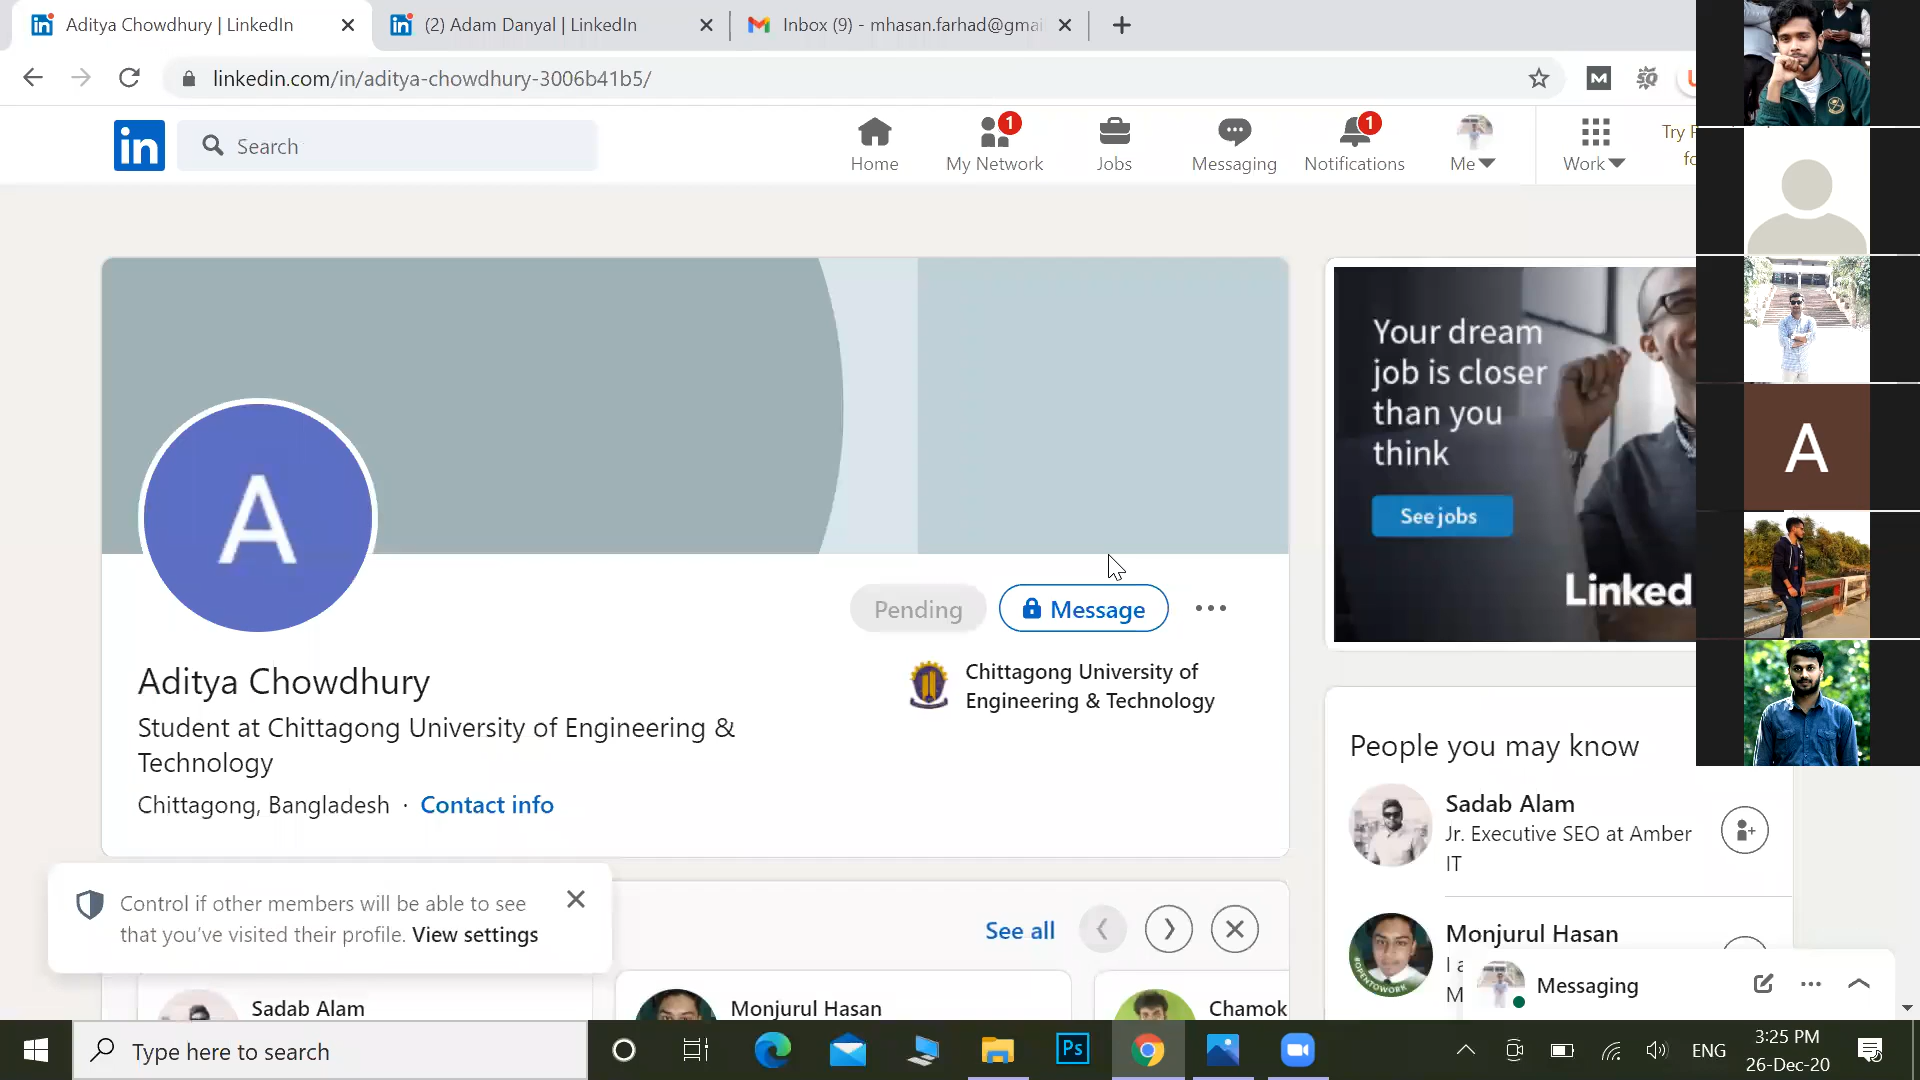 Aditya Chowdhury | LinkedIn
(2) Adam Danyal | LinkedIn
Inbox (9) - mhasan.farhad@gmai
linkedin.com/in/aditya-chowdhury-3006b41b5/
in
Search
Home
1
My Network
Jobs
Messaging
1
Notifications
Me
Work
Try
A
Your dream
job is closer
than you
think
See jobs
Linked
A
Pending
Message
Aditya Chowdhury
Student at Chittagong University of Engineering &
Technology
Chittagong, Bangladesh · Contact info
Chittagong University of
Engineering & Technology
People you may know
Sadab Alam
Jr. Executive SEO at Amber
IT
Monjurul Hasan
I a
M
#OPENTOWORK
Messaging
Control if other members will be able to see
that you've visited their profile. View settings
See all
Sadab Alam
Monjurul Hasan
Chamok
Type here to search
Ps
ENG
3:25 PM
26-Dec-20